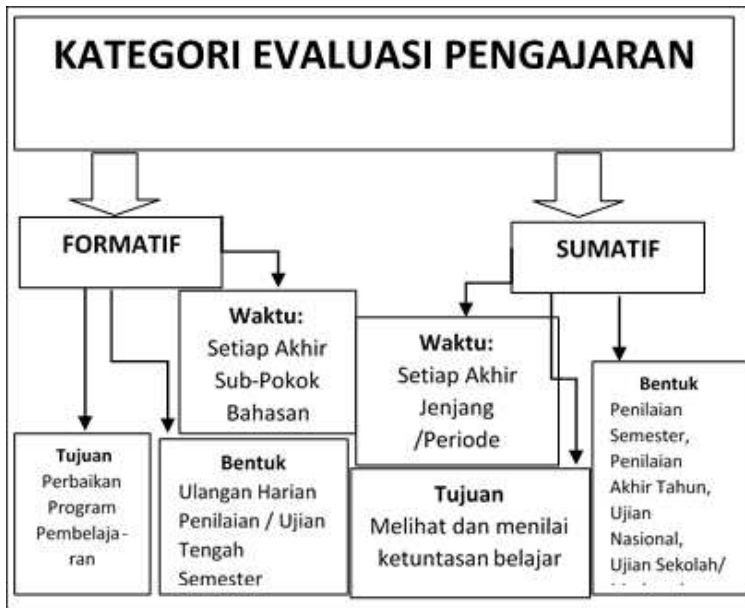 KATEGORI EVALUASI PENGAJARAN
FORMATIF
SUMATIF
Waktu:
Setiap Akhir
Sub-Pokok
Bahasan
Waktu:
Setiap Akhir
Jenjang
/Periode
Bentuk
Penilaian
Semester,
Penilaian
Akhir Tahun,
Ujian
Nasional,
Ujian Sekolah/
Tujuan
Perbaikan
Program
Pembelaja-
ran
Bentuk
Ulangan Harian
Penilaian / Ujian
Tengah
Semester
Tujuan
Melihat dan menilai
ketuntasan belajar